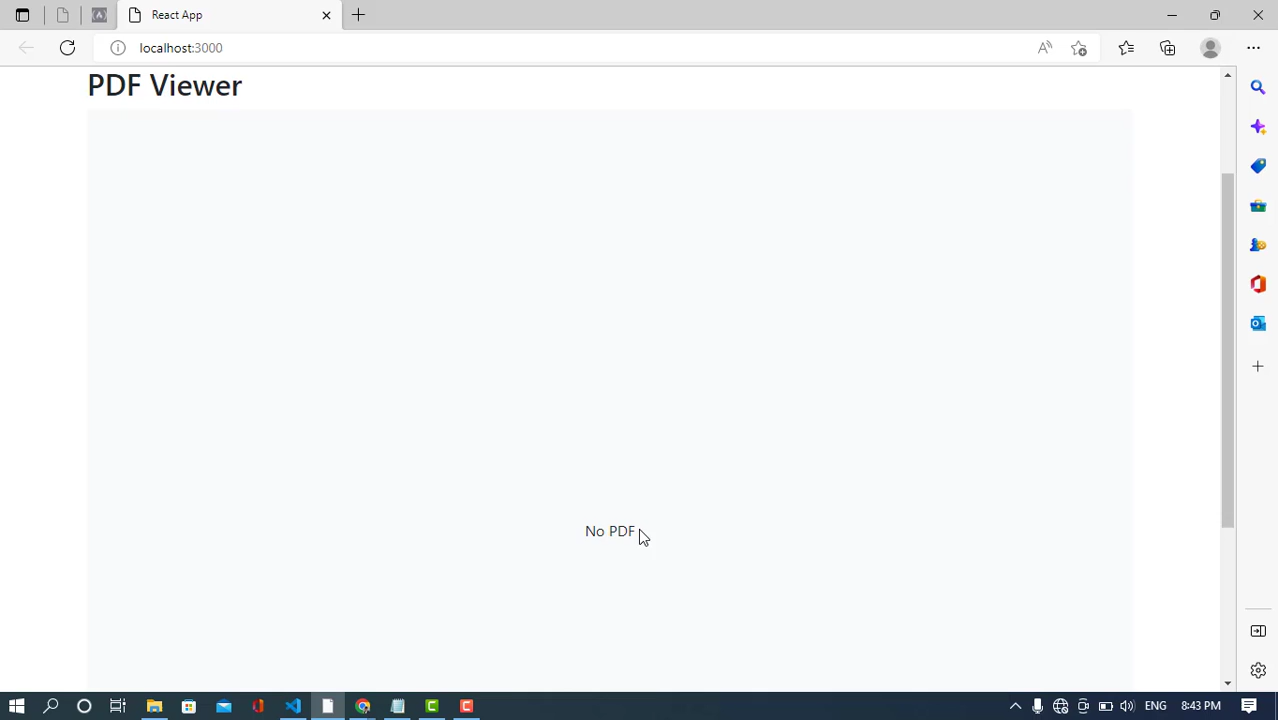 React App
localhost:3000
PDF Viewer
No PDF
ENG
8:43 PM